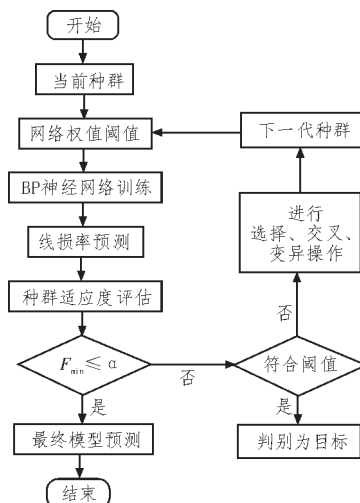 开始
当前种群
网络权值阈值
BP神经网络训练
线损率预测
种群适应度评估
F_min ≤ α
否
是
最终模型预测
结束
下一代种群
进行
选择、交叉、
变异操作
否
符合阈值
是
判别为目标